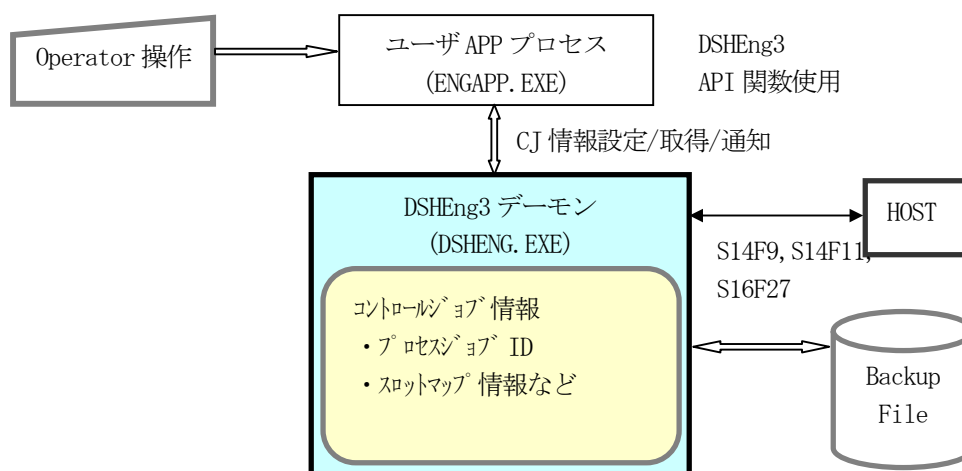 Operator 操作
ユーザ APP プロセス
(ENGAPP.EXE)
DSHEng3
API 関数使用
CJ 情報設定/取得/通知
DSHEng3 デーモン
(DSHENG.EXE)
HOST
S14F9, S14F11,
S16F27
ｺﾝﾄﾛｰﾙｼﾞｮﾌﾞ情報
・ﾌﾟﾛｾｽｼﾞｮﾌﾞ ID
・ｽﾛｯﾄﾏｯﾌﾟ情報など
Backup
File